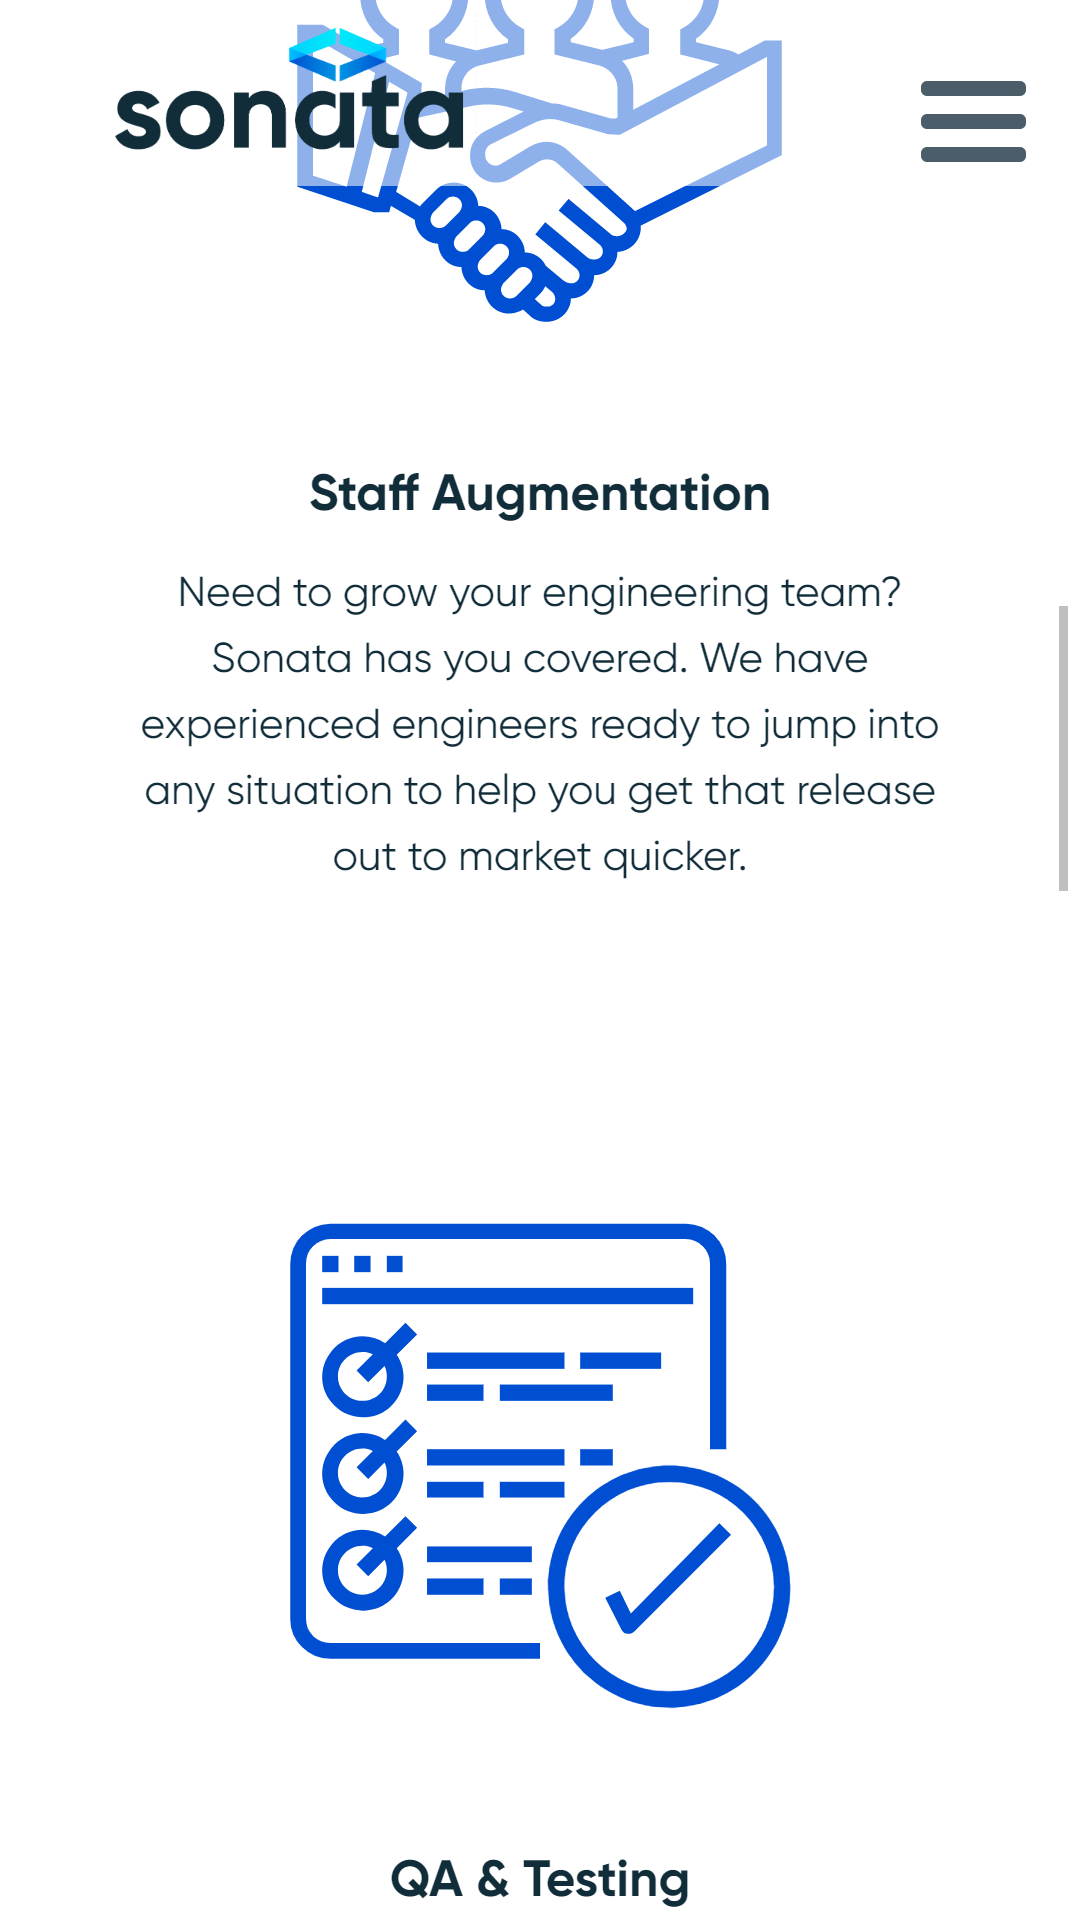 sonata
Staff Augmentation
Need to grow your engineering team?
Sonata has you covered. We have
experienced engineers ready to jump into
any situation to help you get that release
out to market quicker.
QA & Testing